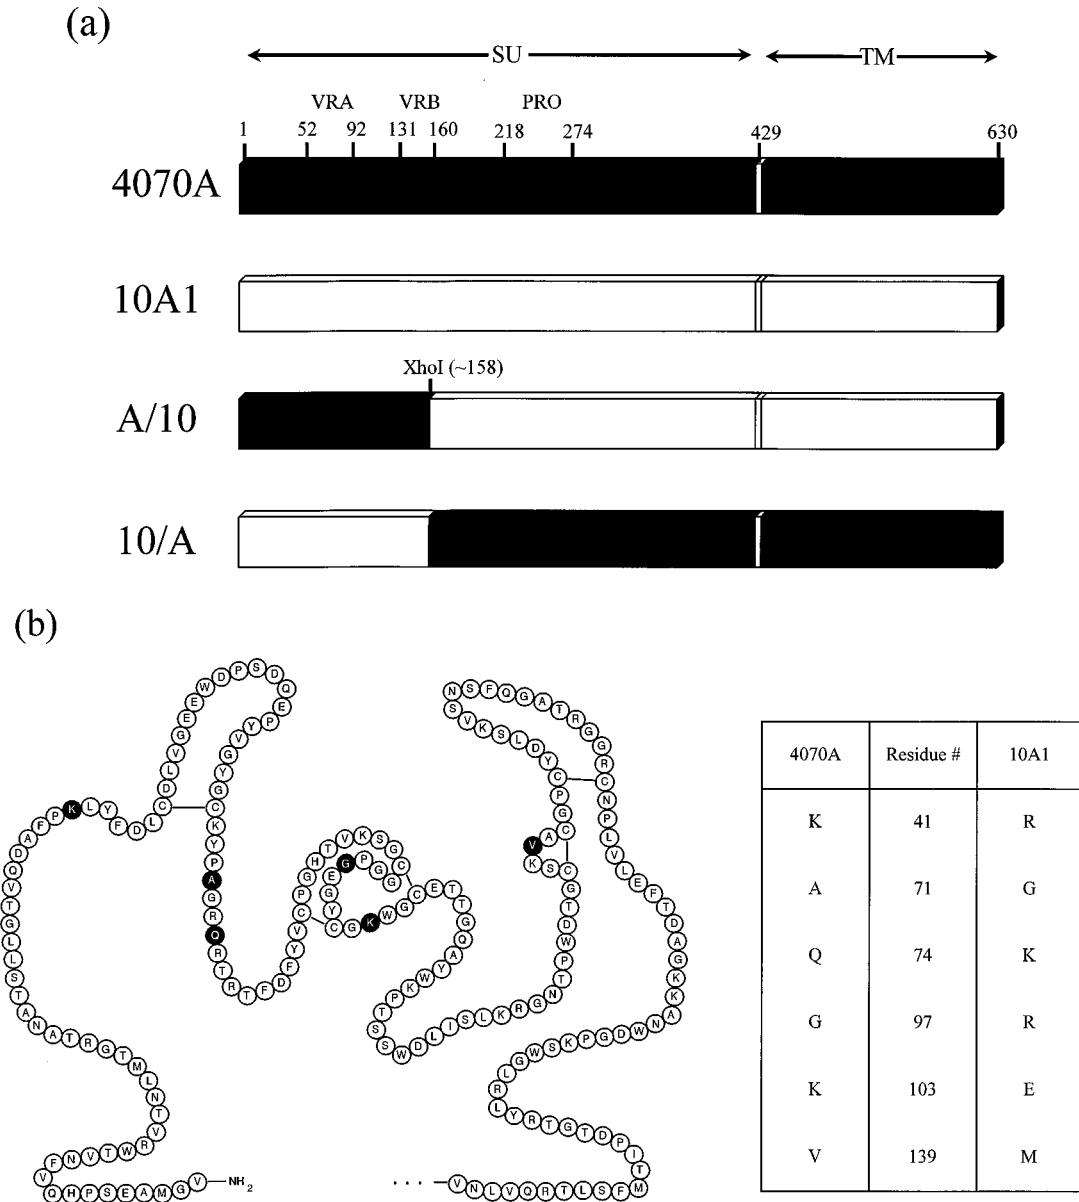 (a)
SU
TM
VRA VRB PRO
1 52 92 131 160 218 274 429 630
4070A
10A1
XhoI (~158)
A/10
10/A
(b)
NH2
VGMAESPHQVFNVTWRVTNLMTGRTANATSLLGTVQDAFPKLYFDLCDLVGEEWDPSDQEPYVGYGCKYPAGRQRTRTFDFYVCPGHTVKSGCGGPGEGYCGKWGCETTGQAYWKPTSSWDLISLKRGNTPWDTGCSKVACGPCYDLSKVSNSFQGATRGGRCNPLVLEFTDAGKKANWDGPKSWGLRLYRTGTDPITMFSLTRQVLNV
...
4070A Residue # 10A1
K 41 R
A 71 G
Q 74 K
G 97 R
K 103 E
V 139 M